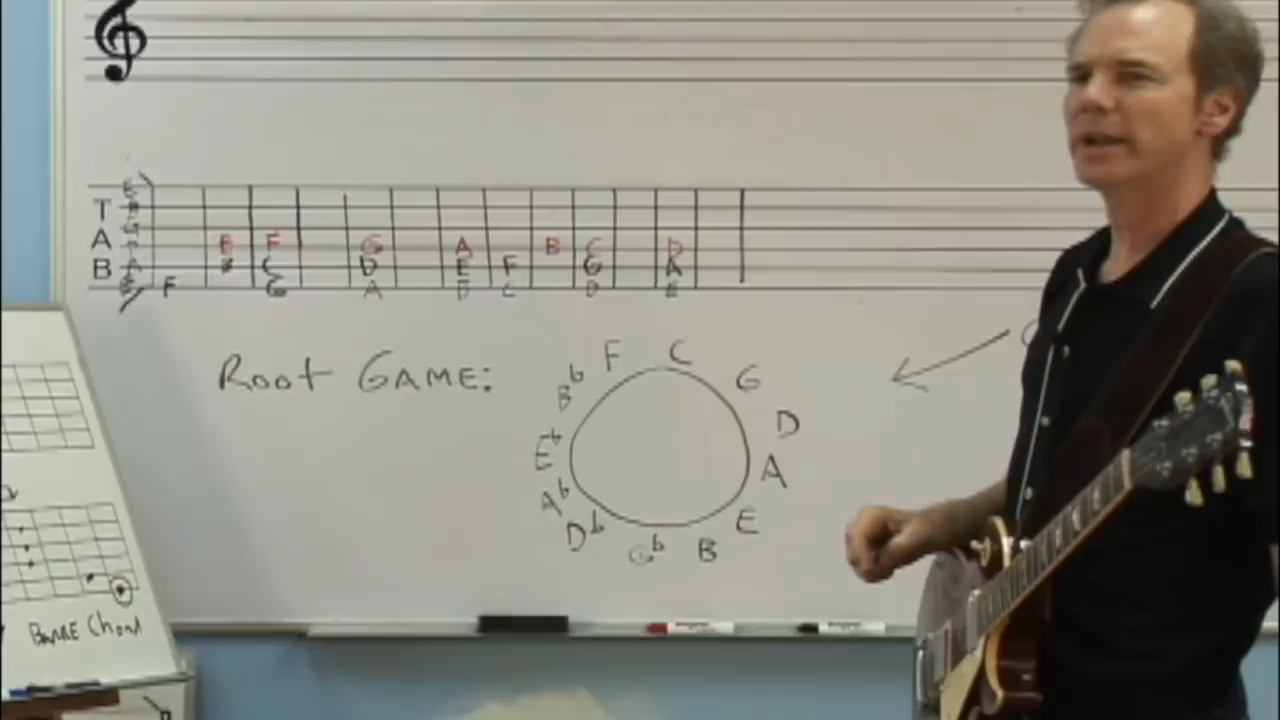 T
A
B
E F G A B C D
B C D E F G A
F G A B C D E
Root GAME:
F C
B♭ G
D
E♭ A
A♭
D♭ E
G♭ B
BARRE Chord